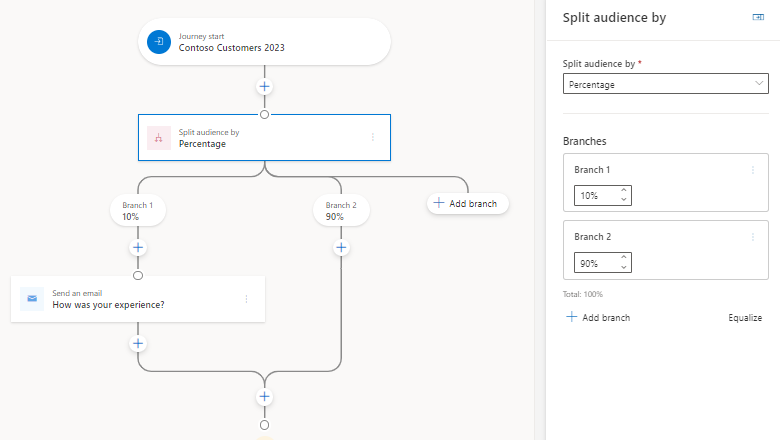 Journey start
Contoso Customers 2023
Split audience by
Percentage
Branch 1
10%
Branch 2
90%
Add branch
Send an email
How was your experience?
Split audience by
Split audience by *
Percentage
Branches
Branch 1
10%
Branch 2
90%
Total: 100%
Add branch
Equalize